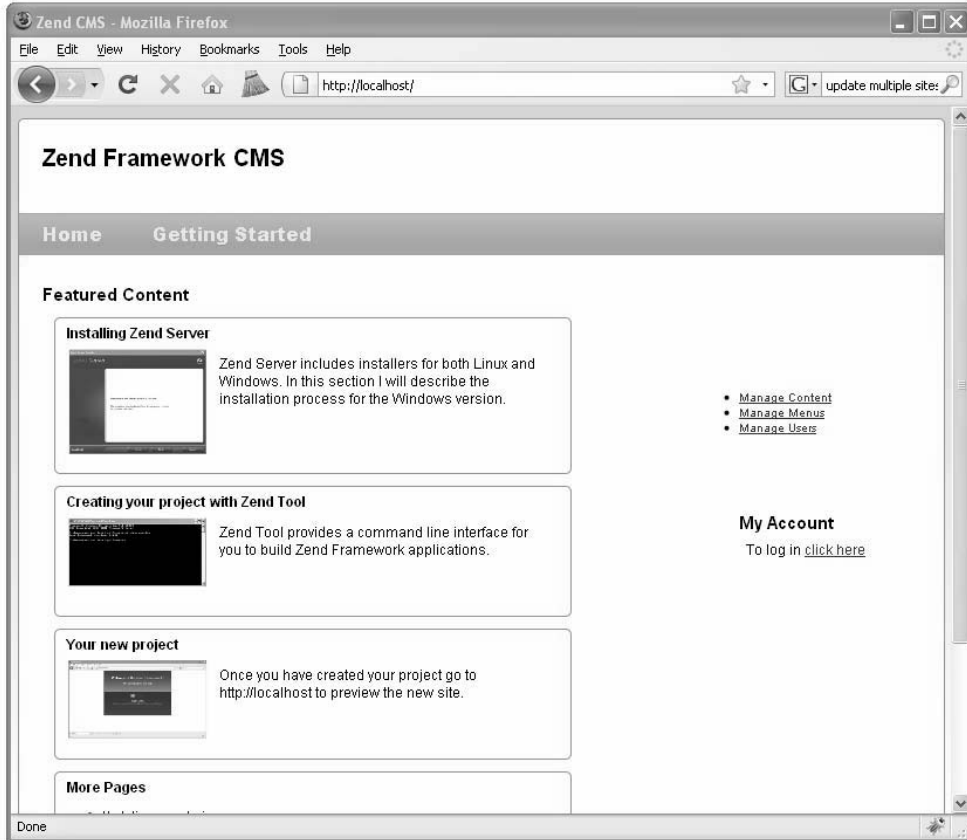 Zend CMS - Mozilla Firefox
File Edit View History Bookmarks Tools Help
http://localhost/
G
update multiple site:
Zend Framework CMS
Home Getting Started
Featured Content
Installing Zend Server
Zend Server includes installers for both Linux and
Windows. In this section I will describe the
installation process for the Windows version.
Creating your project with Zend Tool
Zend Tool provides a command line interface for
you to build Zend Framework applications.
Your new project
Once you have created your project go to
http://localhost to preview the new site.
More Pages
Manage Content
Manage Menus
Manage Users
My Account
To log in click here
Done